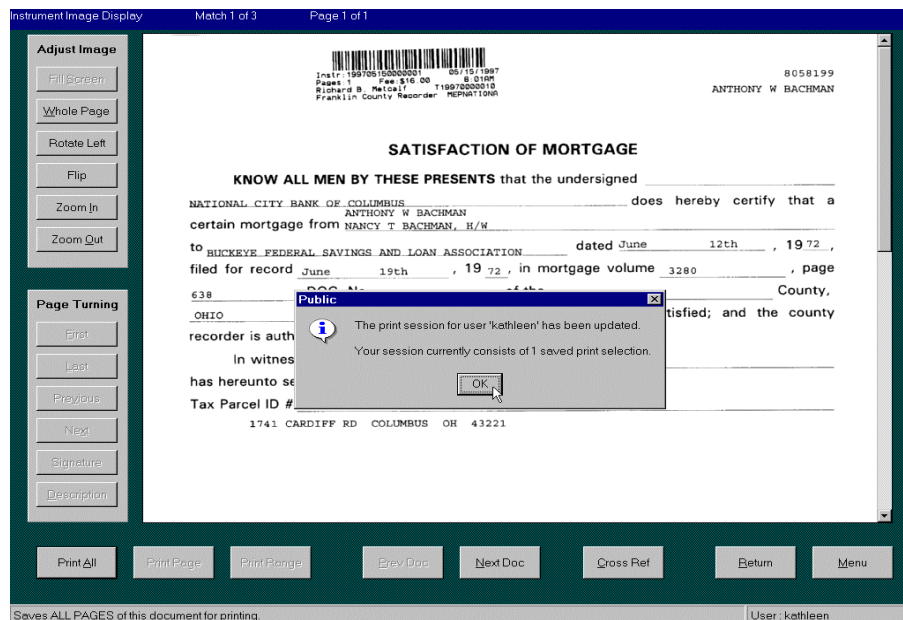 Instrument Image Display Match 1 of 3 Page 1 of 1
Adjust Image
Fill Screen
Whole Page
Rotate Left
Flip
Zoom In
Zoom Out
Page Turning
First
Last
Previous
Next
Signature
Description
Instr:199705150000001 05/15/1997
Pages:1 Fee:$16.00 8:01AM
Richard B. Metcalf T19970000010
Franklin County Recorder MEPNATIONA
8058199
ANTHONY W BACHMAN
SATISFACTION OF MORTGAGE
KNOW ALL MEN BY THESE PRESENTS that the undersigned
NATIONAL CITY BANK OF COLUMBUS does hereby certify that a
ANTHONY W BACHMAN
certain mortgage from NANCY T BACHMAN, H/W
to BUCKEYE FEDERAL SAVINGS AND LOAN ASSOCIATION dated June 12th , 19 72 ,
filed for record June 19th , 19 72 , in mortgage volume 3280 , page
638 County,
OHIO tisfied; and the county
recorder is auth
In witnes
has hereunto se
Tax Parcel ID #
1741 CARDIFF RD COLUMBUS OH 43221
Public
The print session for user 'kathleen' has been updated.
Your session currently consists of 1 saved print selection.
OK
Print All Print Page Print Range Prev Doc Next Doc Cross Ref Return Menu
Saves ALL PAGES of this document for printing. User : kathleen